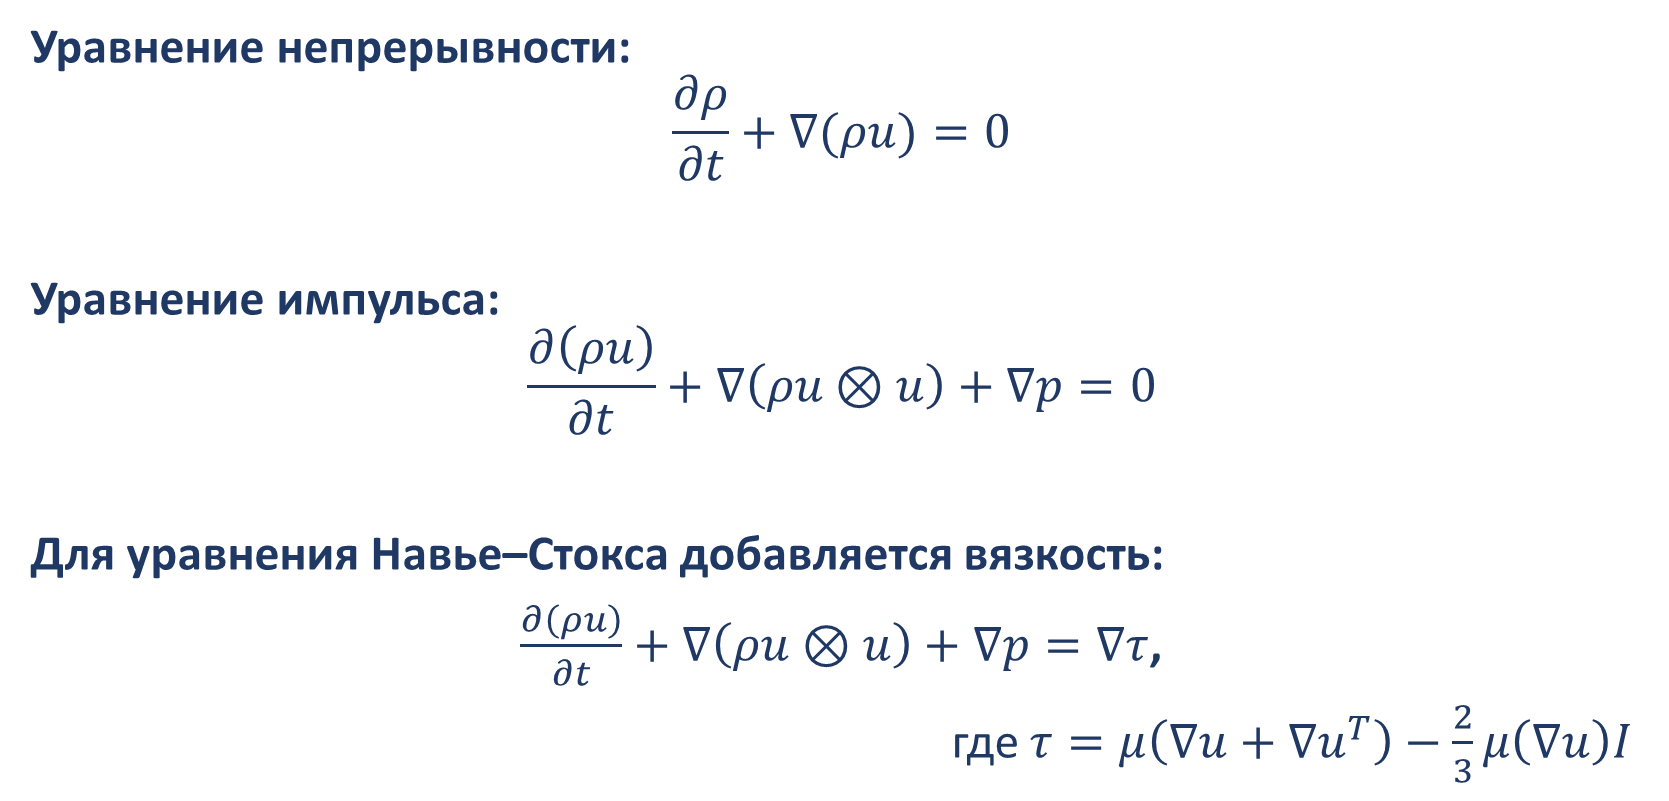 Уравнение непрерывности:
∂ρ/∂t + ∇(ρu) = 0
Уравнение импульса:
∂(ρu)/∂t + ∇(ρu ⊗ u) + ∇p = 0
Для уравнения Навье–Стокса добавляется вязкость:
∂(ρu)/∂t + ∇(ρu ⊗ u) + ∇p = ∇τ,
где τ = μ(∇u + ∇uᵀ) − 2/3 μ(∇u)I